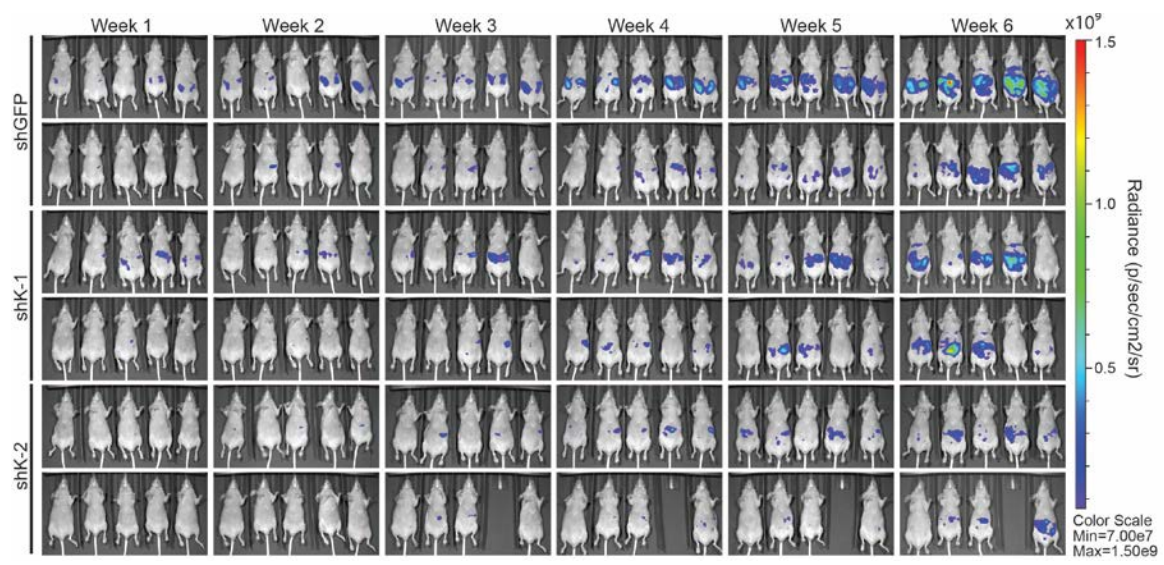 Week 1
Week 2
Week 3
Week 4
Week 5
Week 6
x10⁹
shGFP
shK-1
shK-2
1.5
1.0
0.5
Radiance (p/sec/cm2/sr)
Color Scale
Min=7.00e7
Max=1.50e9